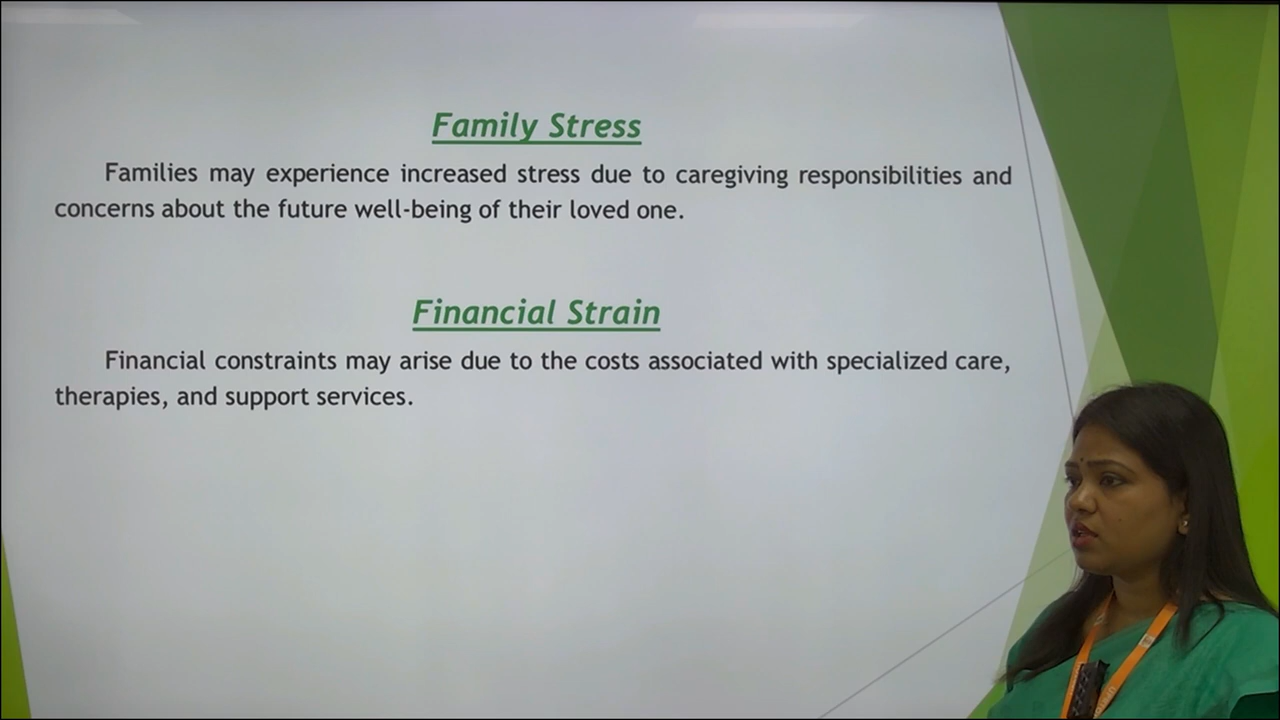 Family Stress
Families may experience increased stress due to caregiving responsibilities and
concerns about the future well-being of their loved one.
Financial Strain
Financial constraints may arise due to the costs associated with specialized care,
therapies, and support services.